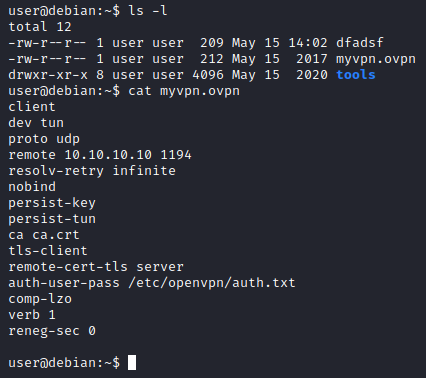 user@debian:~$ ls -l
total 12
-rw-r--r-- 1 user user  209 May 15 14:02 dfadsf
-rw-r--r-- 1 user user  212 May 15  2017 myvpn.ovpn
drwxr-xr-x 8 user user 4096 May 15  2020 tools
user@debian:~$ cat myvpn.ovpn
client
dev tun
proto udp
remote 10.10.10.10 1194
resolv-retry infinite
nobind
persist-key
persist-tun
ca ca.crt
tls-client
remote-cert-tls server
auth-user-pass /etc/openvpn/auth.txt
comp-lzo
verb 1
reneg-sec 0
user@debian:~$